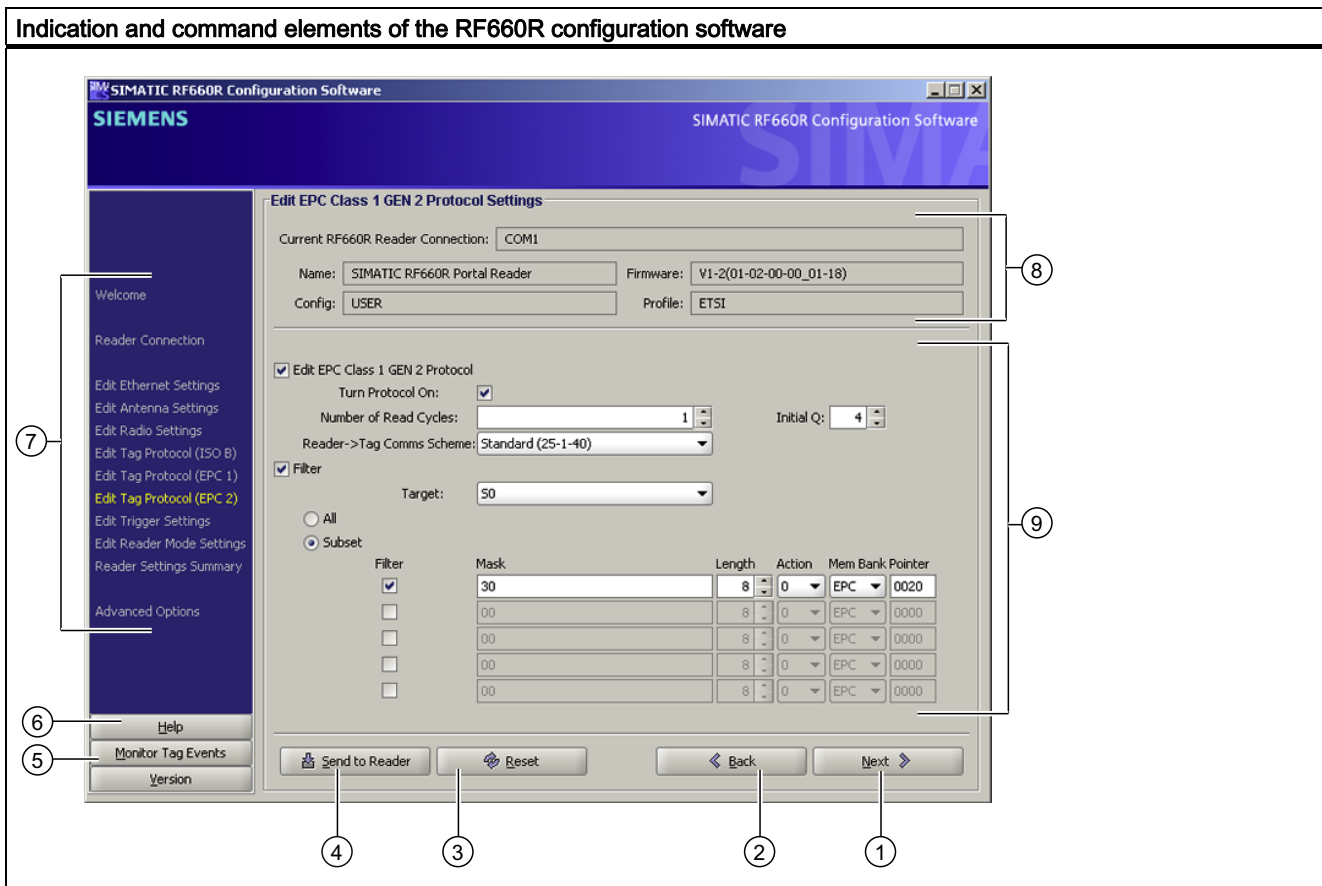 Indication and command elements of the RF660R configuration software
SIMATIC RF660R Configuration Software
SIEMENS
SIMATIC RF660R Configuration Software
SIMA
Edit EPC Class 1 GEN 2 Protocol Settings
Current RF660R Reader Connection: COM1
Name: SIMATIC RF660R Portal Reader Firmware: V1-2(01-02-00-00_01-18)
Config: USER Profile: ETSI
8
Welcome
Reader Connection
Edit Ethernet Settings
Edit Antenna Settings
Edit Radio Settings
Edit Tag Protocol (ISO B)
Edit Tag Protocol (EPC 1)
Edit Tag Protocol (EPC 2)
Edit Trigger Settings
Edit Reader Mode Settings
Reader Settings Summary
Advanced Options
7
Edit EPC Class 1 GEN 2 Protocol
Turn Protocol On:
Number of Read Cycles: 1 Initial Q: 4
Reader->Tag Comms Scheme: Standard (25-1-40)
Filter
Target: S0
All
Subset
9
Filter Mask Length Action Mem Bank Pointer
30 8 0 EPC 0020
00 8 0 EPC 0000
00 8 0 EPC 0000
00 8 0 EPC 0000
00 8 0 EPC 0000
6
Help
5
Monitor Tag Events
Version
Send to Reader Reset Back Next
4 3 2 1